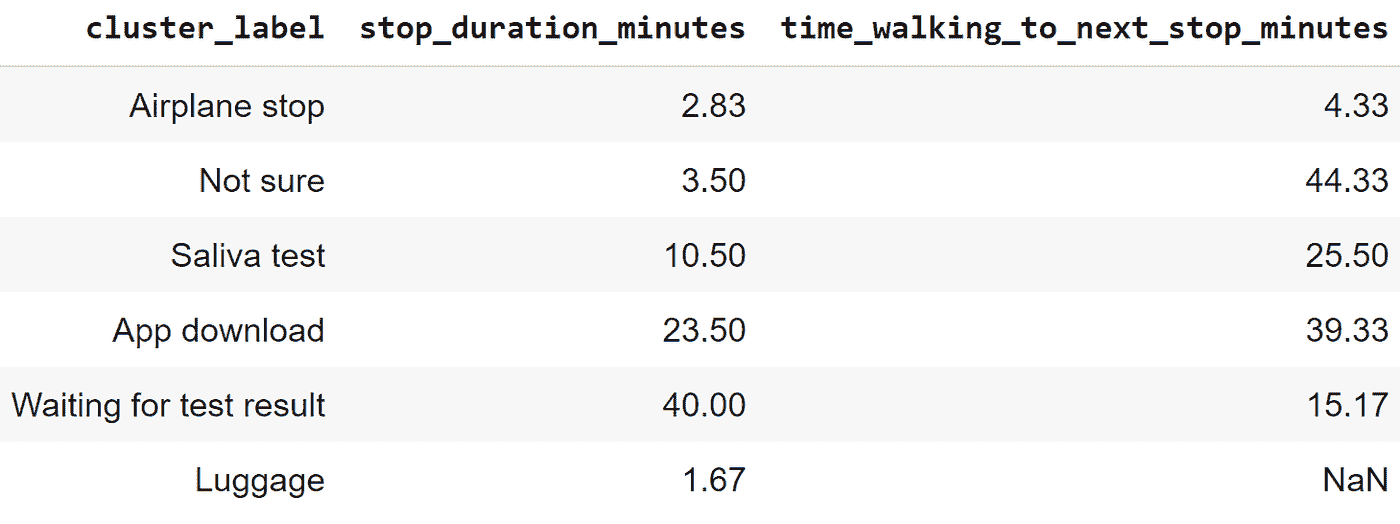 cluster_label stop_duration_minutes time_walking_to_next_stop_minutes
Airplane stop 2.83 4.33
Not sure 3.50 44.33
Saliva test 10.50 25.50
App download 23.50 39.33
Waiting for test result 40.00 15.17
Luggage 1.67 NaN